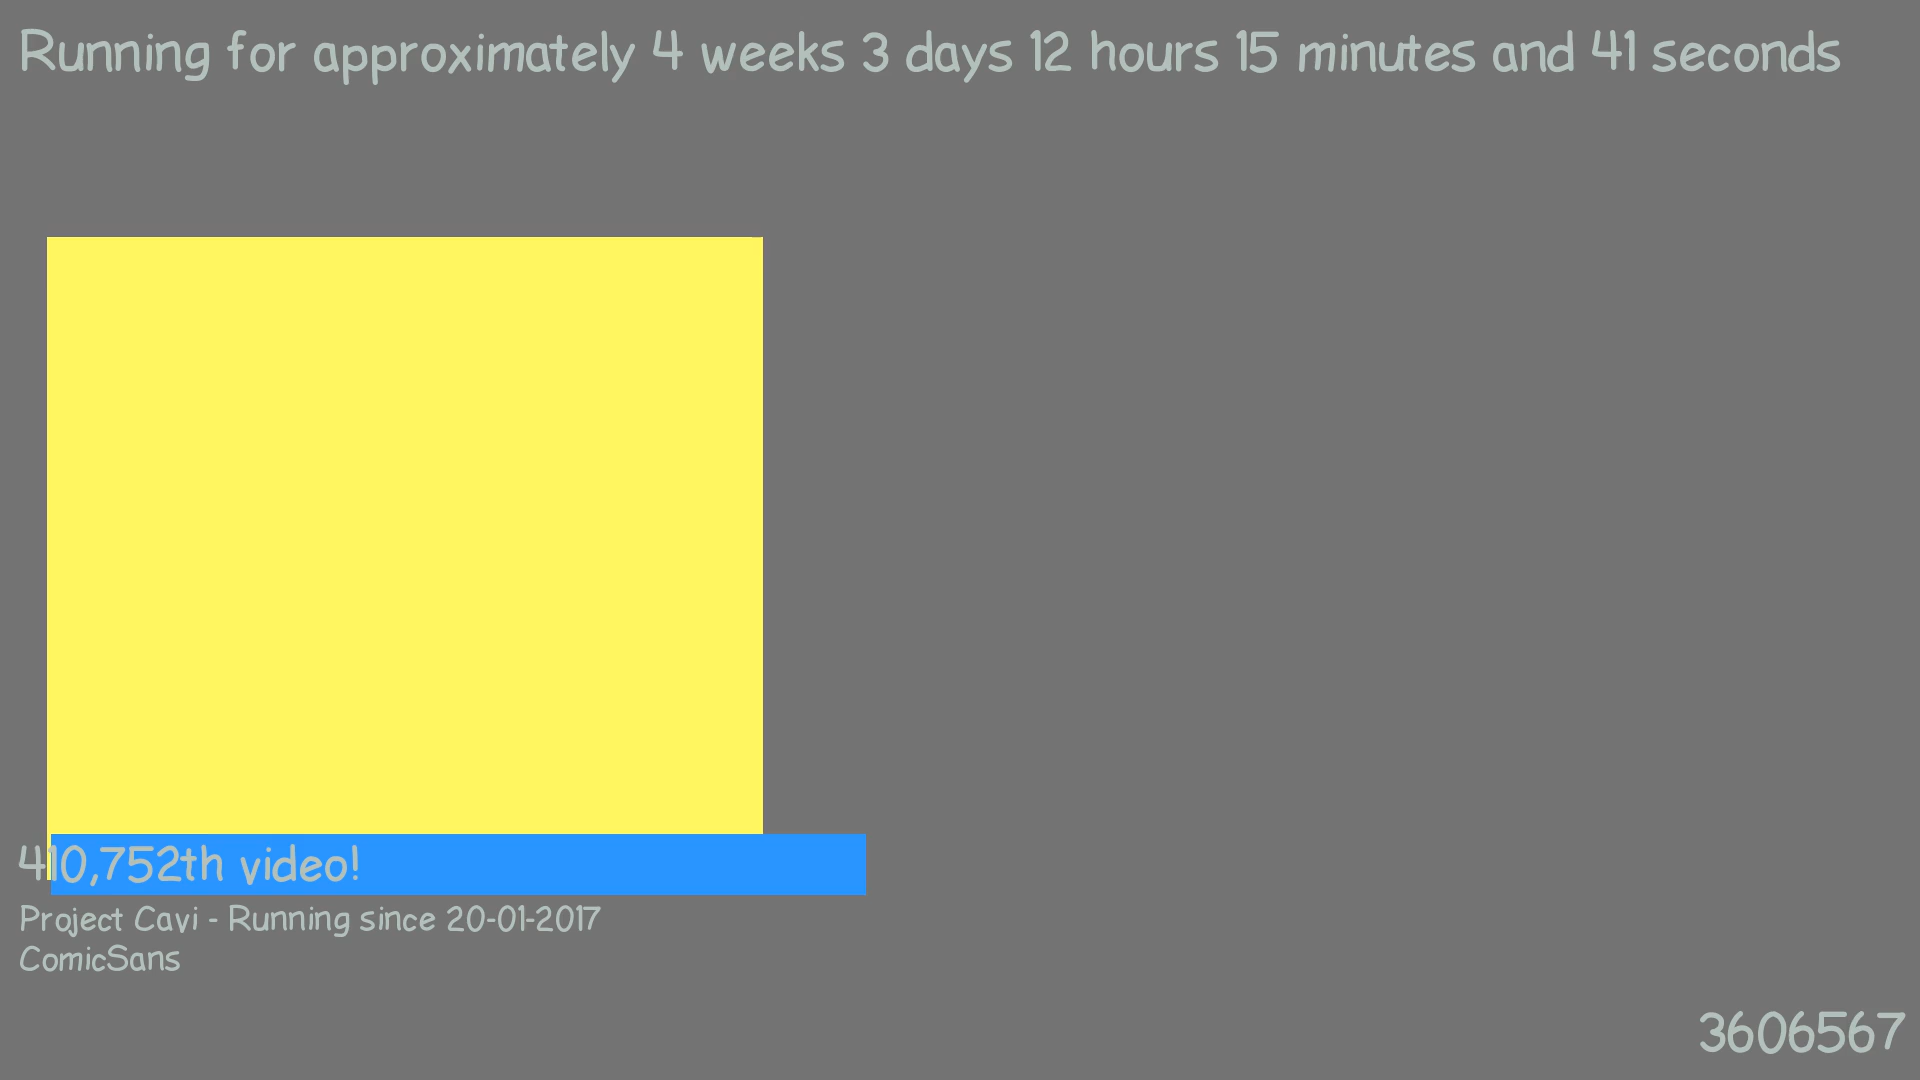 Running for approximately 4 weeks 3 days 12 hours 15 minutes and 41 seconds
410,752th video!
Project Cavi - Running since 20-01-2017
ComicSans
3606567